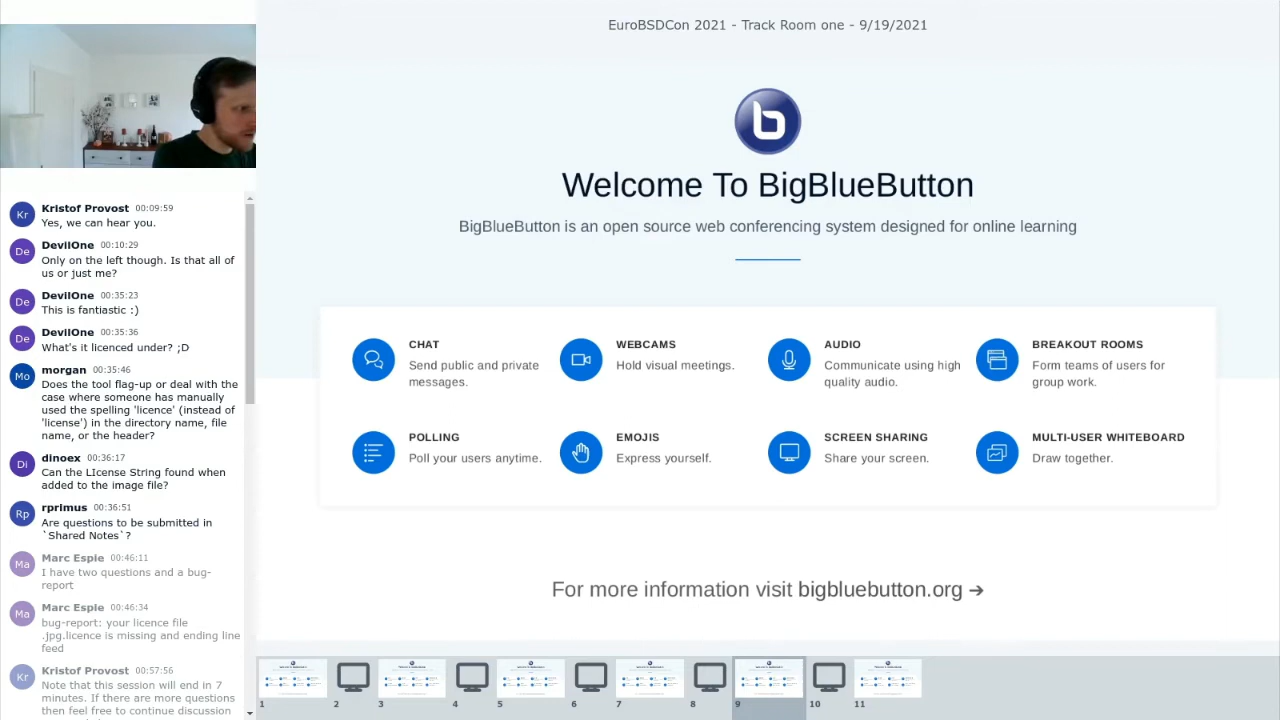 EuroBSDCon 2021 - Track Room one - 9/19/2021
Kr
Kristof Provost 00:09:59
Yes, we can hear you.
De
DevilOne 00:10:29
Only on the left though. Is that all of
us or just me?
De
DevilOne 00:35:23
This is fantiastic :)
De
DevilOne 00:35:36
What's it licenced under? ;D
Mo
morgan 00:35:46
Does the tool flag-up or deal with the
case where someone has manually
used the spelling 'licence' (instead of
'license') in the directory name, file
name, or the header?
Di
dinoex 00:36:17
Can the LIcense String found when
added to the image file?
Rp
rprimus 00:36:51
Are questions to be submitted in
`Shared Notes`?
Ma
Marc Espie 00:46:11
I have two questions and a bug-
report
Ma
Marc Espie 00:46:34
bug-report: your licence file
.jpg.licence is missing and ending line
feed
Kr
Kristof Provost 00:57:56
Note that this session will end in 7
minutes. If there are more questions
then feel free to continue discussion
b
Welcome To BigBlueButton
BigBlueButton is an open source web conferencing system designed for online learning
CHAT
Send public and private
messages.
WEBCAMS
Hold visual meetings.
AUDIO
Communicate using high
quality audio.
BREAKOUT ROOMS
Form teams of users for
group work.
POLLING
Poll your users anytime.
EMOJIS
Express yourself.
SCREEN SHARING
Share your screen.
MULTI-USER WHITEBOARD
Draw together.
For more information visit bigbluebutton.org ➔
1 2 3 4 5 6 7 8 9 10 11